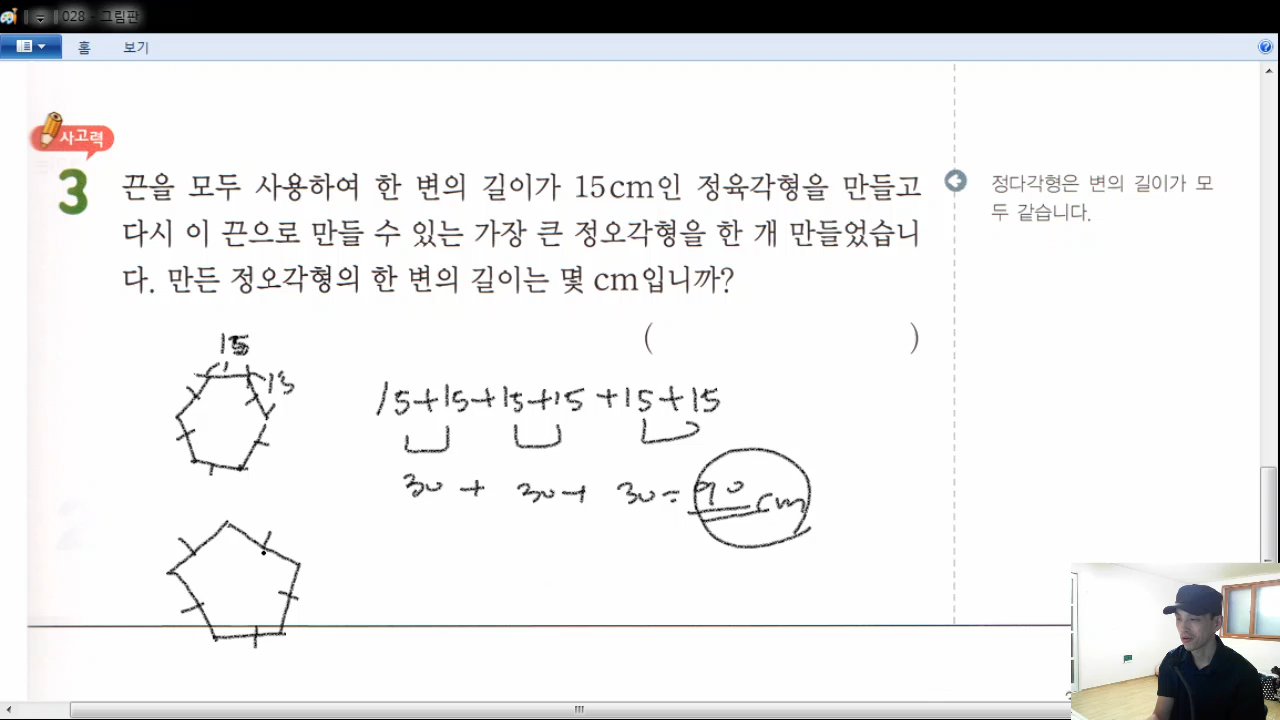 028 - 그림판
홈 보기
사고력
3 끈을 모두 사용하여 한 변의 길이가 15cm인 정육각형을 만들고
다시 이 끈으로 만들 수 있는 가장 큰 정오각형을 한 개 만들었습니
다. 만든 정오각형의 한 변의 길이는 몇 cm입니까?
( )
정다각형은 변의 길이가 모
두 같습니다.
15
15
15+15+15+15+15+15
30 + 30+ 30=90cm